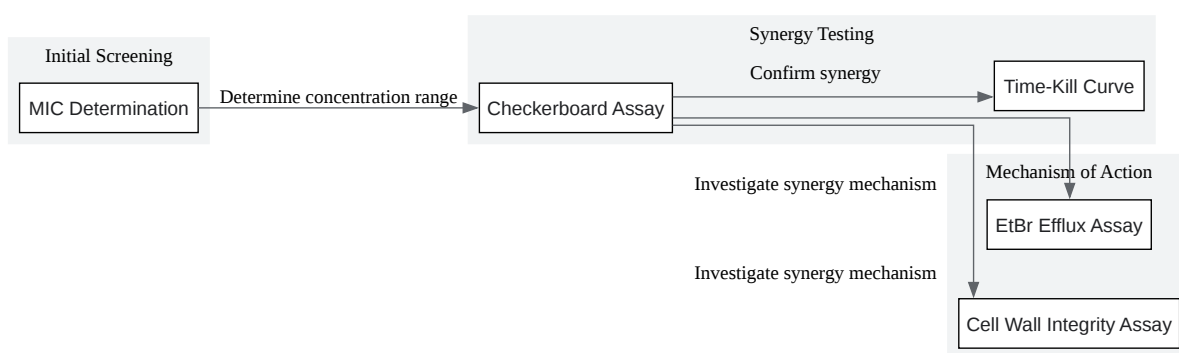 Initial Screening
MIC Determination
Determine concentration range
Synergy Testing
Confirm synergy
Checkerboard Assay
Time-Kill Curve
Mechanism of Action
Investigate synergy mechanism
EtBr Efflux Assay
Investigate synergy mechanism
Cell Wall Integrity Assay